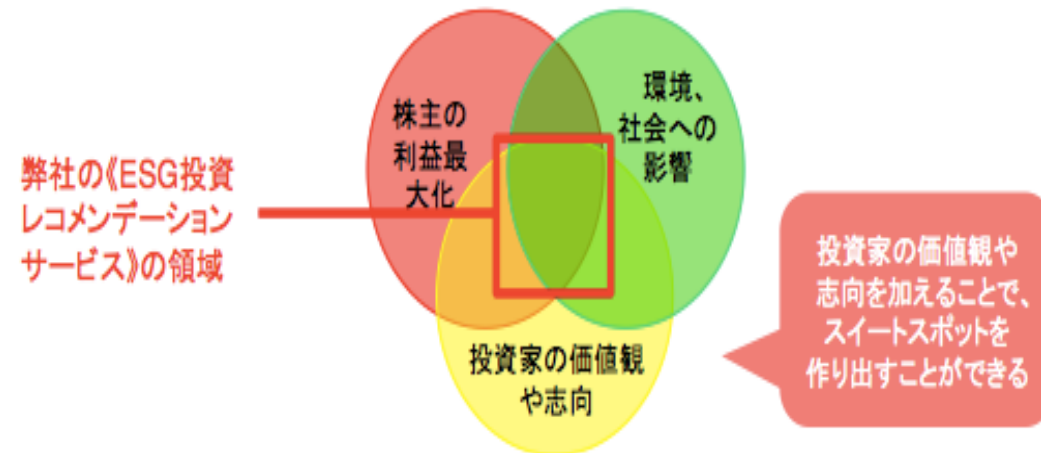 株主の
利益最
大化
環境、
社会への
影響
弊社の《ESG投資
レコメンデーション
サービス》の領域
投資家の価値観
や志向
投資家の価値観や
志向を加えることで、
スイートスポットを
作り出すことができる